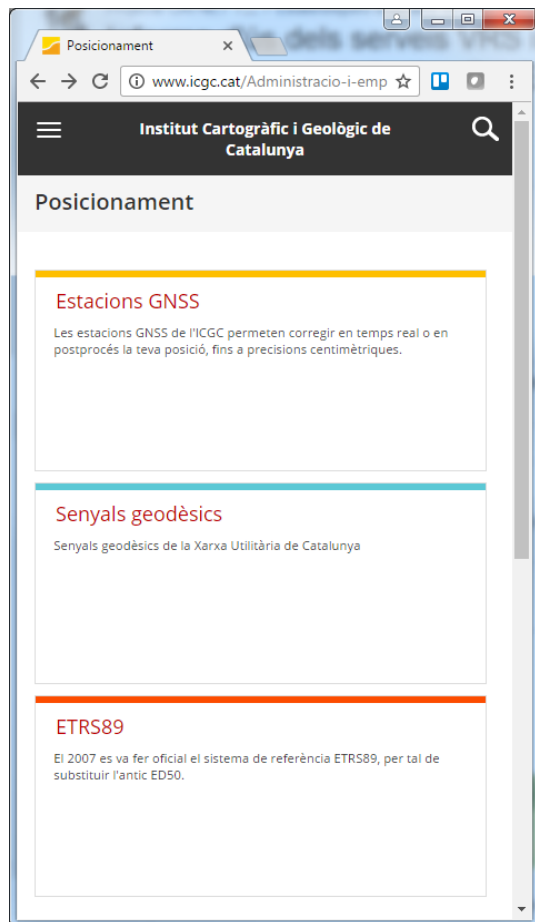 dels serveis VRS
Posicionament
www.icgc.cat/Administracio-i-emp
Institut Cartogràfic i Geològic de
Catalunya
Posicionament
Estacions GNSS
Les estacions GNSS de l'ICGC permeten corregir en temps real o en
postprocés la teva posició, fins a precisions centimètriques.
Senyals geodèsics
Senyals geodèsics de la Xarxa Utilitària de Catalunya
ETRS89
El 2007 es va fer oficial el sistema de referència ETRS89, per tal de
substituir l'antic ED50.